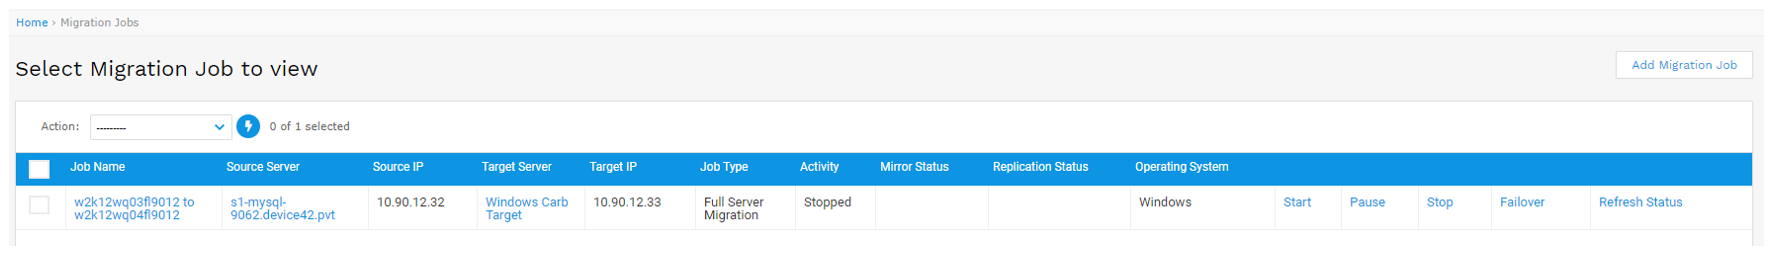 Home › Migration Jobs
Select Migration Job to view
Add Migration Job
Action: --------- 0 of 1 selected
Job Name Source Server Source IP Target Server Target IP Job Type Activity Mirror Status Replication Status Operating System
w2k12wq03fl9012 to s1-mysql- 10.90.12.32 Windows Carb 10.90.12.33 Full Server Stopped Windows Start Pause Stop Failover Refresh Status
w2k12wq04fl9012 9062.device42.pvt Target Migration